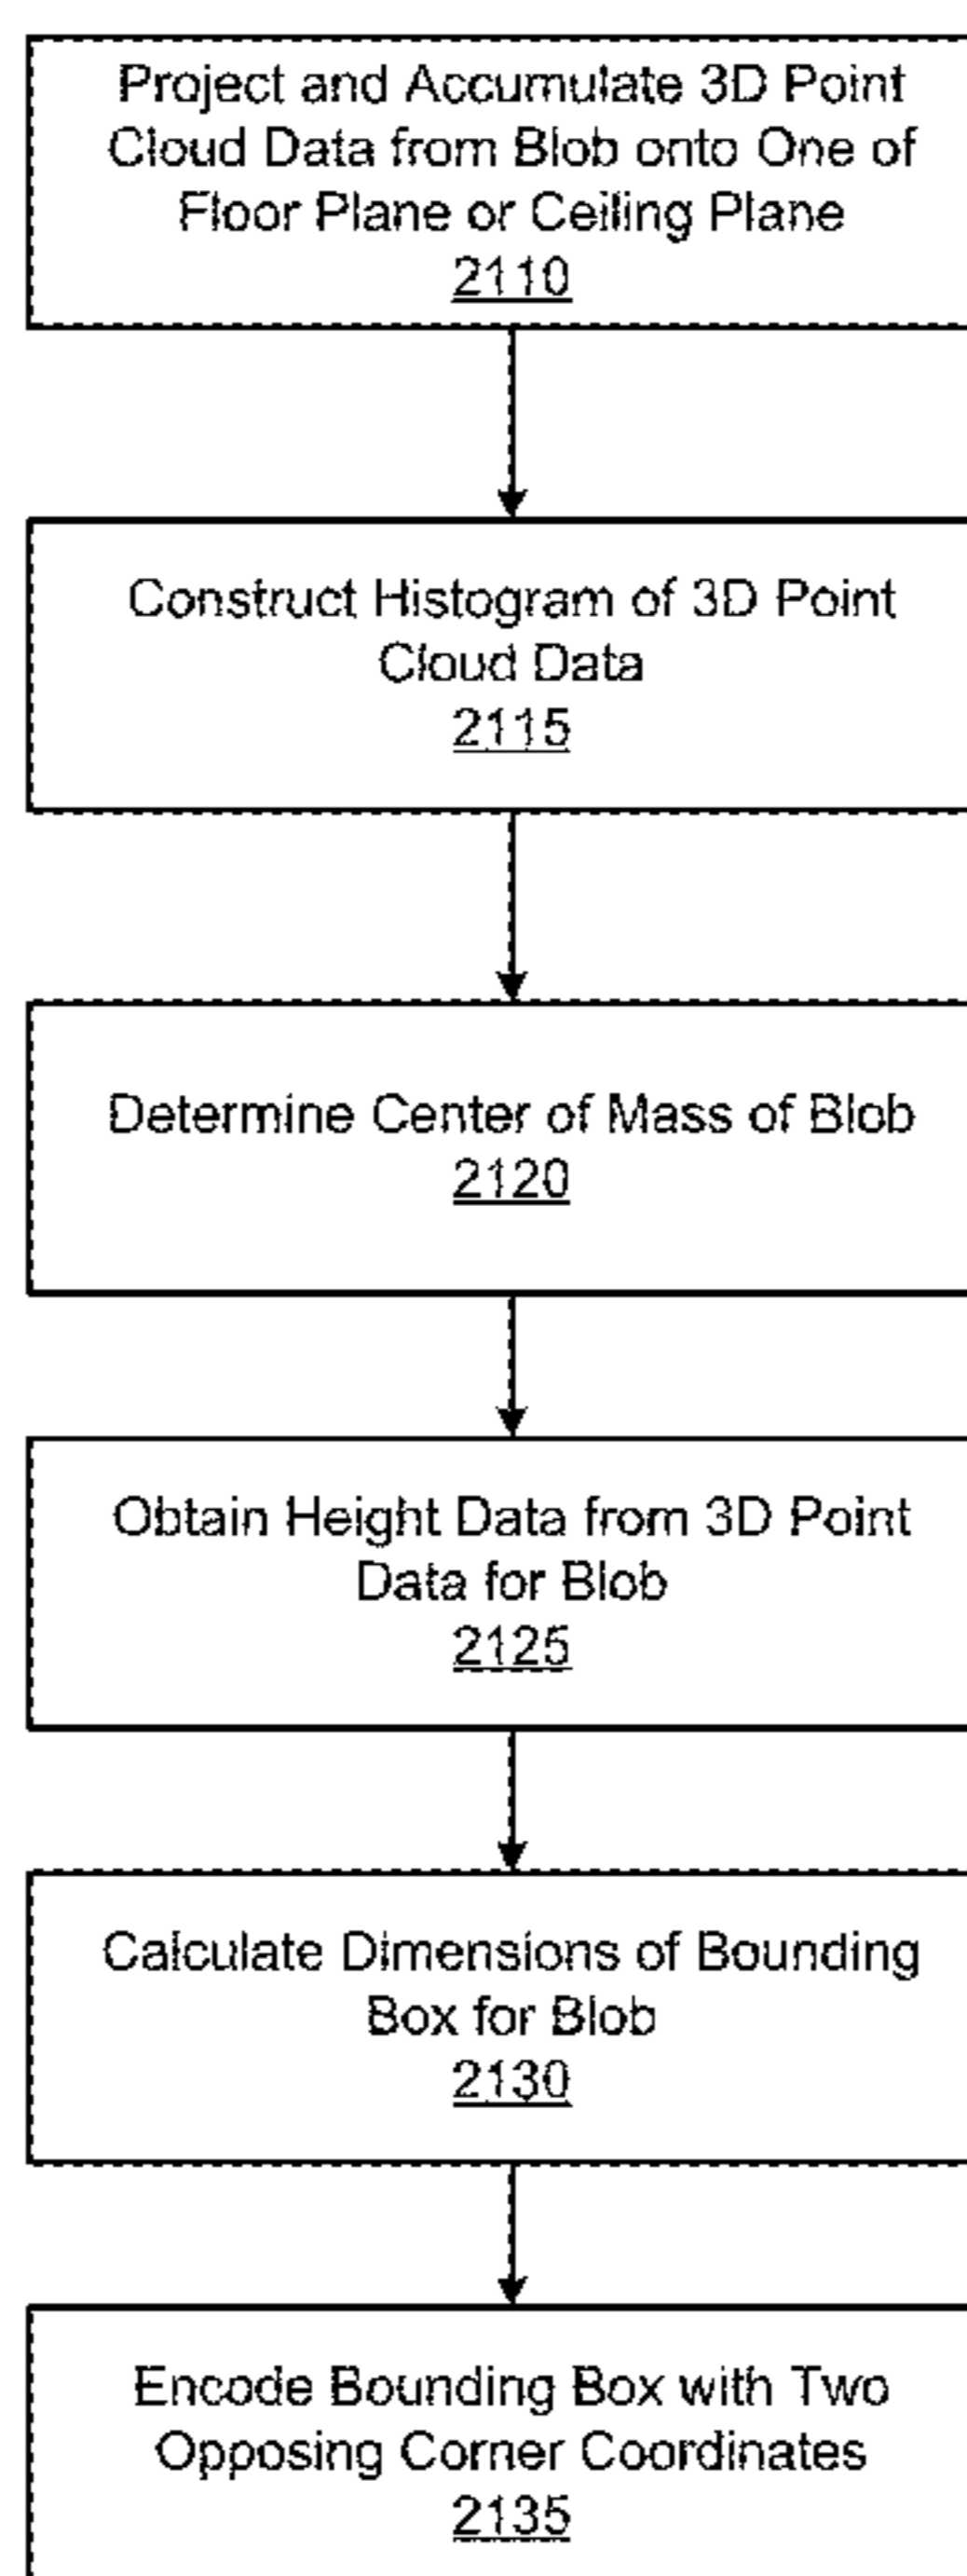 Project and Accumulate 3D Point
Cloud Data from Blob onto One of
Floor Plane or Ceiling Plane
2110
Construct Histogram of 3D Point
Cloud Data
2115
Determine Center of Mass of Blob
2120
Obtain Height Data from 3D Point
Data for Blob
2125
Calculate Dimensions of Bounding
Box for Blob
2130
Encode Bounding Box with Two
Opposing Corner Coordinates
2135